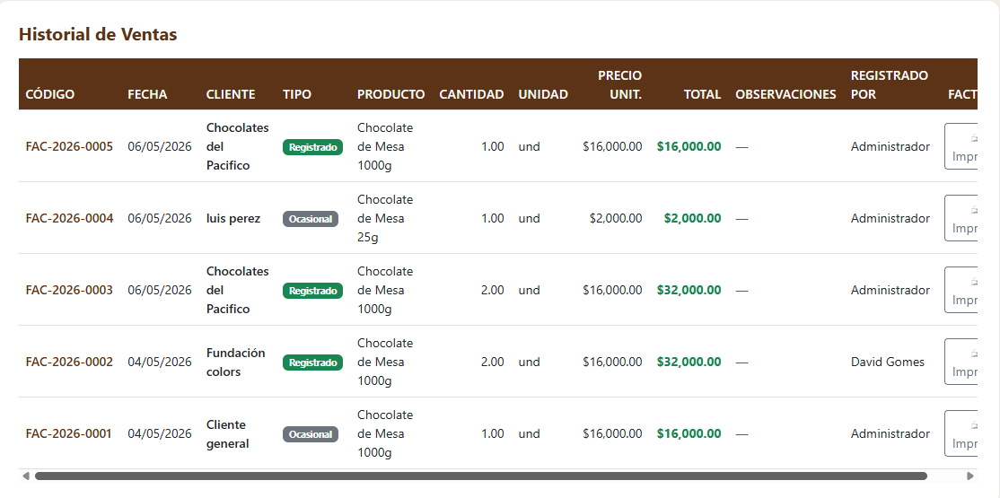 Historial de Ventas
CÓDIGO FECHA CLIENTE TIPO PRODUCTO CANTIDAD UNIDAD PRECIO UNIT. TOTAL OBSERVACIONES REGISTRADO POR FACT
FAC-2026-0005 06/05/2026 Chocolates del Pacifico Registrado Chocolate de Mesa 1000g 1.00 und $16,000.00 $16,000.00 — Administrador Impr
FAC-2026-0004 06/05/2026 luis perez Ocasional Chocolate de Mesa 25g 1.00 und $2,000.00 $2,000.00 — Administrador Impr
FAC-2026-0003 06/05/2026 Chocolates del Pacifico Registrado Chocolate de Mesa 1000g 2.00 und $16,000.00 $32,000.00 — Administrador Impr
FAC-2026-0002 04/05/2026 Fundación colors Registrado Chocolate de Mesa 1000g 2.00 und $16,000.00 $32,000.00 — David Gomes Impr
FAC-2026-0001 04/05/2026 Cliente general Ocasional Chocolate de Mesa 1000g 1.00 und $16,000.00 $16,000.00 — Administrador Impr